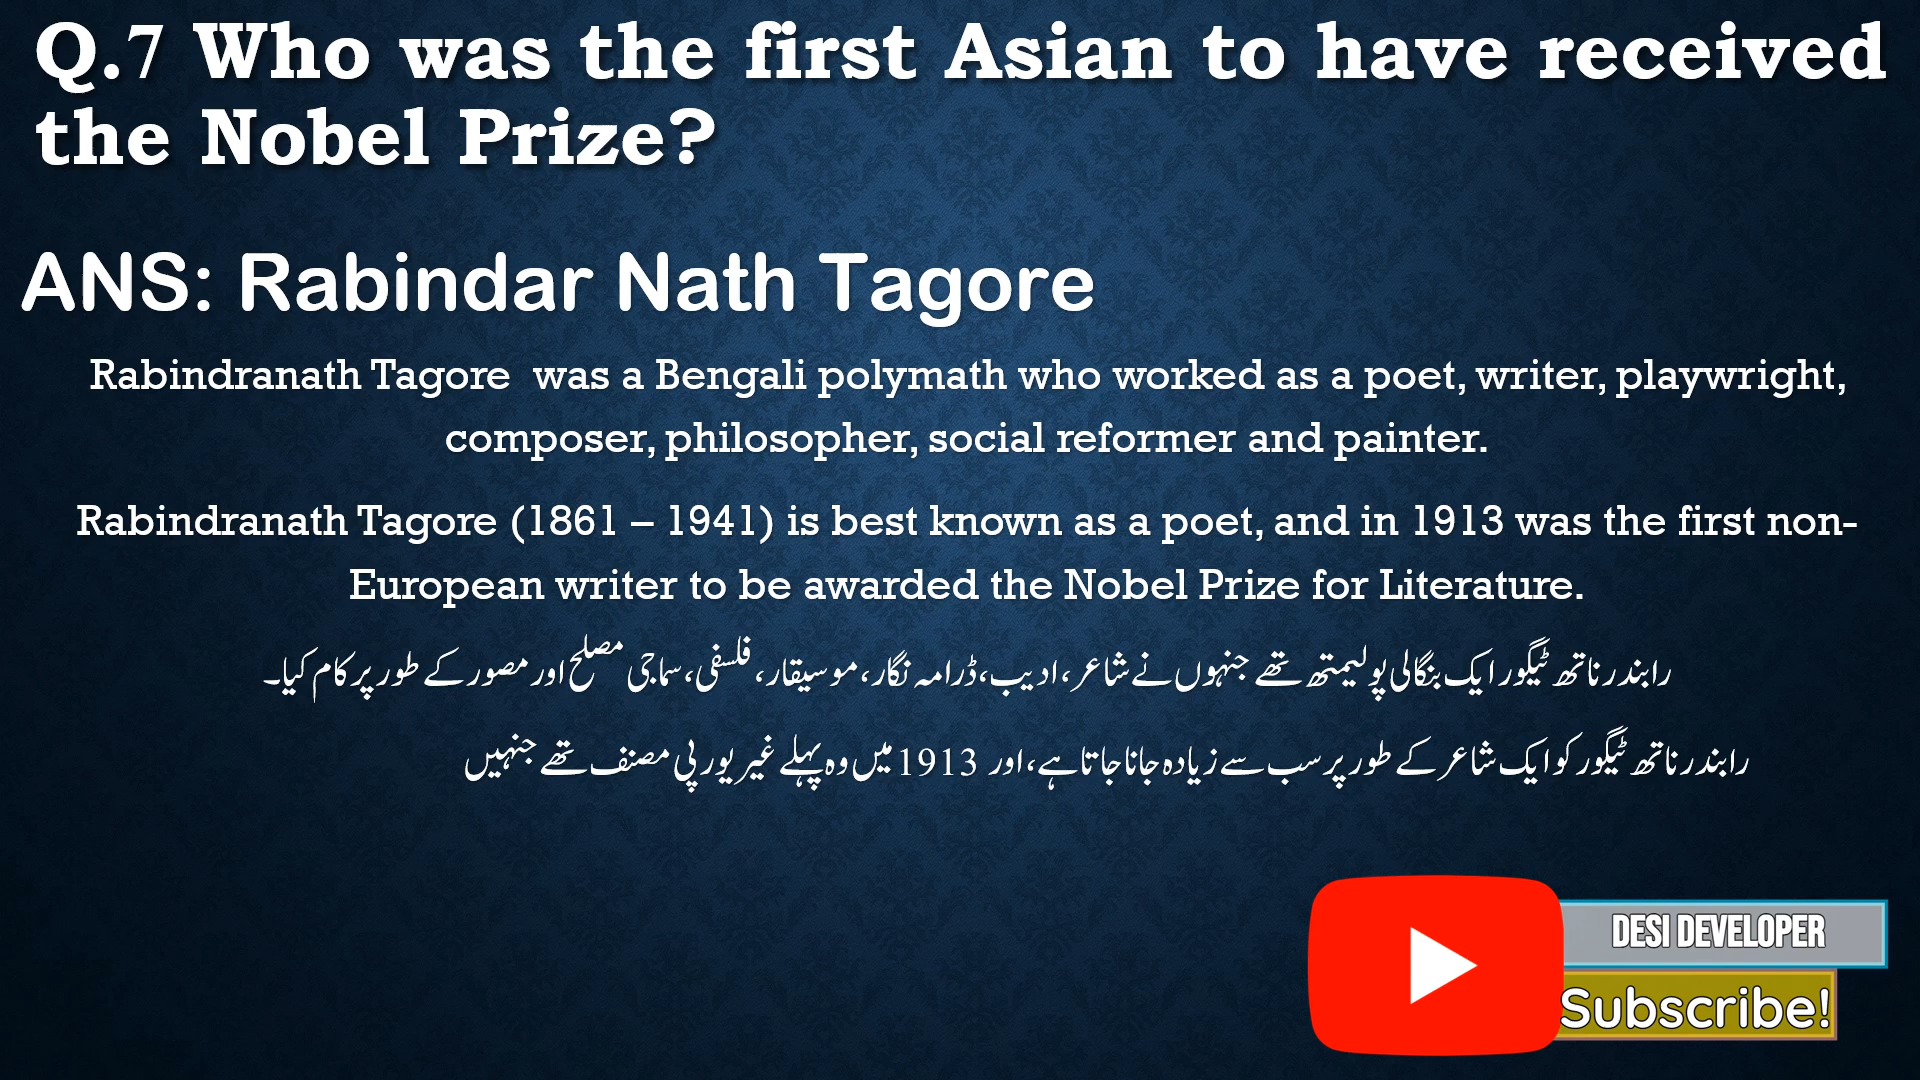 Q.7 Who was the first Asian to have received
the Nobel Prize?
ANS: Rabindar Nath Tagore
Rabindranath Tagore was a Bengali polymath who worked as a poet, writer, playwright,
composer, philosopher, social reformer and painter.
Rabindranath Tagore (1861 – 1941) is best known as a poet, and in 1913 was the first non-
European writer to be awarded the Nobel Prize for Literature.
رابندر ناتھ ٹیگور ایک بنگالی پولیمتھ تھے جنہوں نے شاعر، ادیب، ڈرامہ نگار، موسیقار، فلسفی، سماجی مصلح اور مصور کے طور پر کام کیا۔
رابندر ناتھ ٹیگور کو ایک شاعر کے طور پر سب سے زیادہ جانا جاتا ہے، اور 1913 میں وہ پہلے غیر یورپی مصنف تھے جنہیں
DESI DEVELOPER
Subscribe!